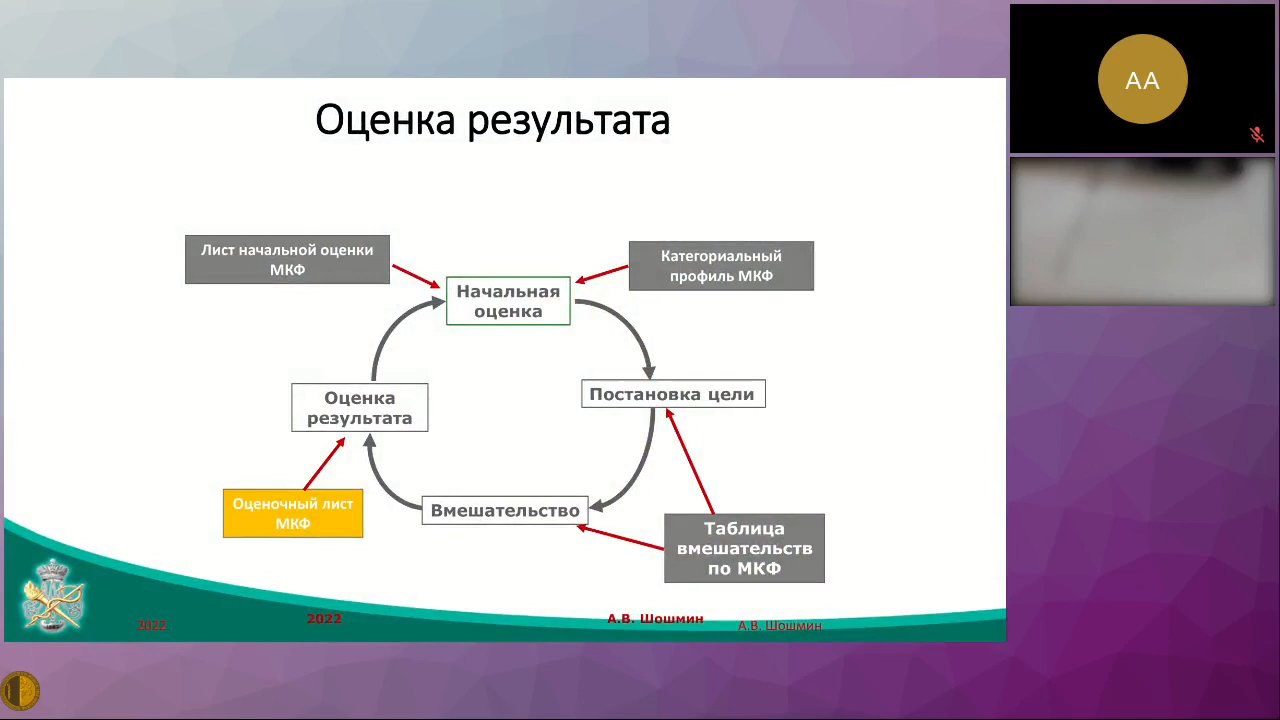 Оценка результата
Лист начальной оценки
МКФ
Категориальный
профиль МКФ
Начальная
оценка
Оценка
результата
Постановка цели
Оценочный лист
МКФ
Вмешательство
Таблица
вмешательств
по МКФ
2022
2022
А.В. Шошмин
А.В. Шошмин
AA